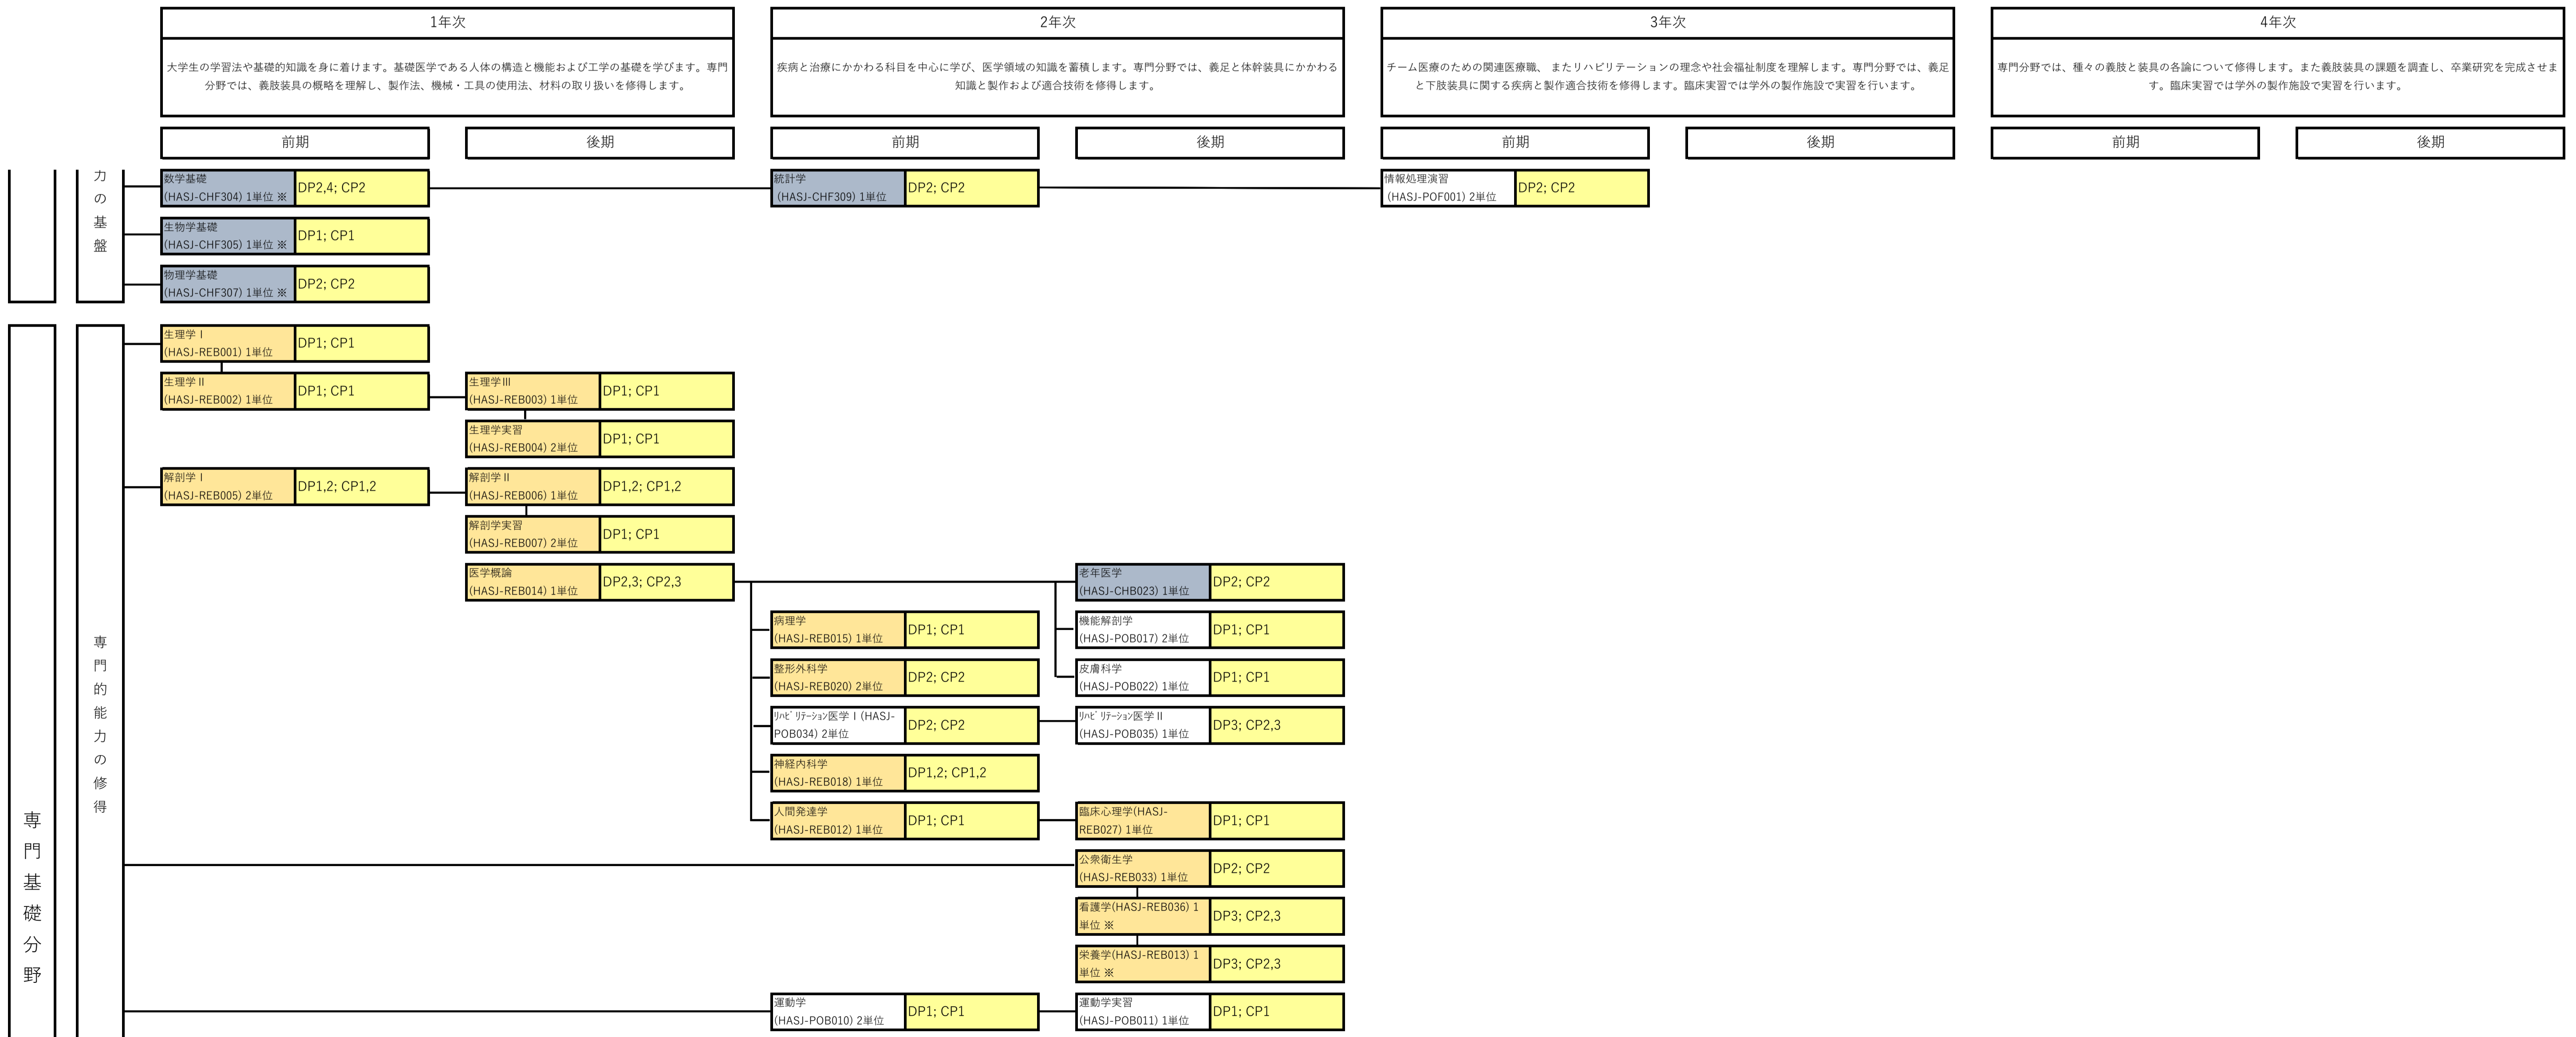 1年次
2年次
3年次
4年次
大学生の学習法や基礎的知識を身に着けます。基礎医学である人体の構造と機能および工学の基礎を学びます。専門
分野では、義肢装具の概略を理解し、製作法、機械・工具の使用法、材料の取り扱いを修得します。
疾病と治療にかかわる科目を中心に学び、医学領域の知識を蓄積します。専門分野では、義足と体幹装具にかかわる
知識と製作および適合技術を修得します。
チーム医療のための関連医療職、 またリハビリテーションの理念や社会福祉制度を理解します。専門分野では、義足
と下肢装具に関する疾病と製作適合技術を修得します。臨床実習では学外の製作施設で実習を行います。
専門分野では、種々の義肢と装具の各論について修得します。また義肢装具の課題を調査し、卒業研究を完成させま
す。臨床実習では学外の製作施設で実習を行います。
前期
後期
前期
後期
前期
後期
前期
後期
力の基盤
数学基礎
(HASJ-CHF304) 1単位 ※
DP2,4; CP2
統計学
(HASJ-CHF309) 1単位
DP2; CP2
情報処理演習
(HASJ-POF001) 2単位
DP2; CP2
生物学基礎
(HASJ-CHF305) 1単位 ※
DP1; CP1
物理学基礎
(HASJ-CHF307) 1単位 ※
DP2; CP2
専門基礎分野
専門的能力の修得
生理学Ⅰ
(HASJ-REB001) 1単位
DP1; CP1
生理学Ⅱ
(HASJ-REB002) 1単位
DP1; CP1
生理学Ⅲ
(HASJ-REB003) 1単位
DP1; CP1
生理学実習
(HASJ-REB004) 2単位
DP1; CP1
解剖学Ⅰ
(HASJ-REB005) 2単位
DP1,2; CP1,2
解剖学Ⅱ
(HASJ-REB006) 1単位
DP1,2; CP1,2
解剖学実習
(HASJ-REB007) 2単位
DP1; CP1
医学概論
(HASJ-REB014) 1単位
DP2,3; CP2,3
老年医学
(HASJ-CHB023) 1単位
DP2; CP2
病理学
(HASJ-REB015) 1単位
DP1; CP1
機能解剖学
(HASJ-POB017) 2単位
DP1; CP1
整形外科学
(HASJ-REB020) 2単位
DP2; CP2
皮膚科学
(HASJ-POB022) 1単位
DP1; CP1
ﾘﾊﾋﾞﾘﾃｰｼｮﾝ医学Ⅰ(HASJ-
POB034) 2単位
DP2; CP2
ﾘﾊﾋﾞﾘﾃｰｼｮﾝ医学Ⅱ
(HASJ-POB035) 1単位
DP3; CP2,3
神経内科学
(HASJ-REB018) 1単位
DP1,2; CP1,2
人間発達学
(HASJ-REB012) 1単位
DP1; CP1
臨床心理学(HASJ-
REB027) 1単位
DP1; CP1
公衆衛生学
(HASJ-REB033) 1単位
DP2; CP2
看護学(HASJ-REB036) 1
単位 ※
DP3; CP2,3
栄養学(HASJ-REB013) 1
単位 ※
DP3; CP2,3
運動学
(HASJ-POB010) 2単位
DP1; CP1
運動学実習
(HASJ-POB011) 1単位
DP1; CP1